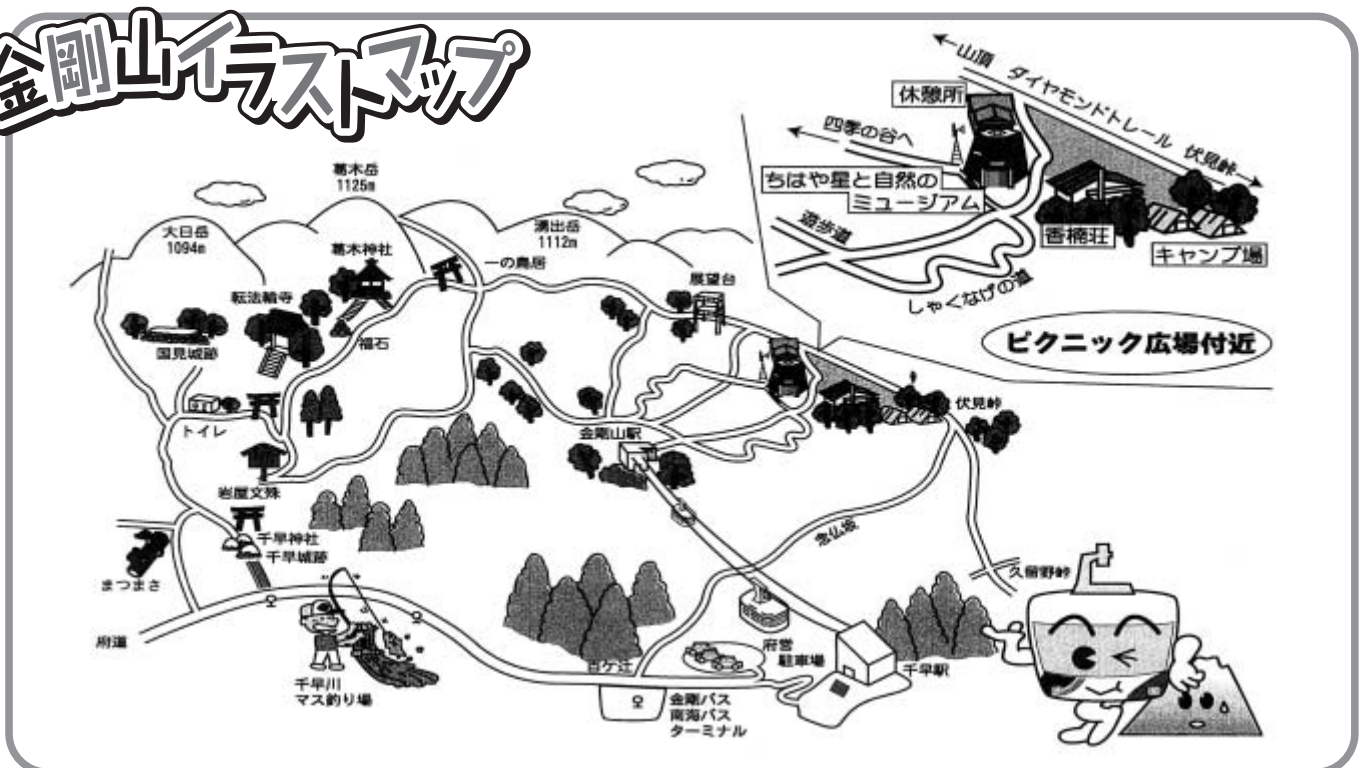 金剛山イラストマップ
葛木岳
1125m
大日岳
1094m
湧出岳
1112m
葛木神社
一の鳥居
展望台
転法輪寺
福石
国見城跡
トイレ
金剛山駅
伏見峠
岩屋文殊
千早神社
千早城跡
まつまさ
府道
千早川
マス釣り場
念仏坂
久留野峠
百ケ辻
府営
駐車場
千早駅
金剛バス
南海バス
ターミナル
山頂
ダイヤモンドトレール
伏見峠
休憩所
四季の谷へ
ちはや星と自然の
ミュージアム
遊歩道
香楠荘
キャンプ場
しゃくなげの道
ピクニック広場付近